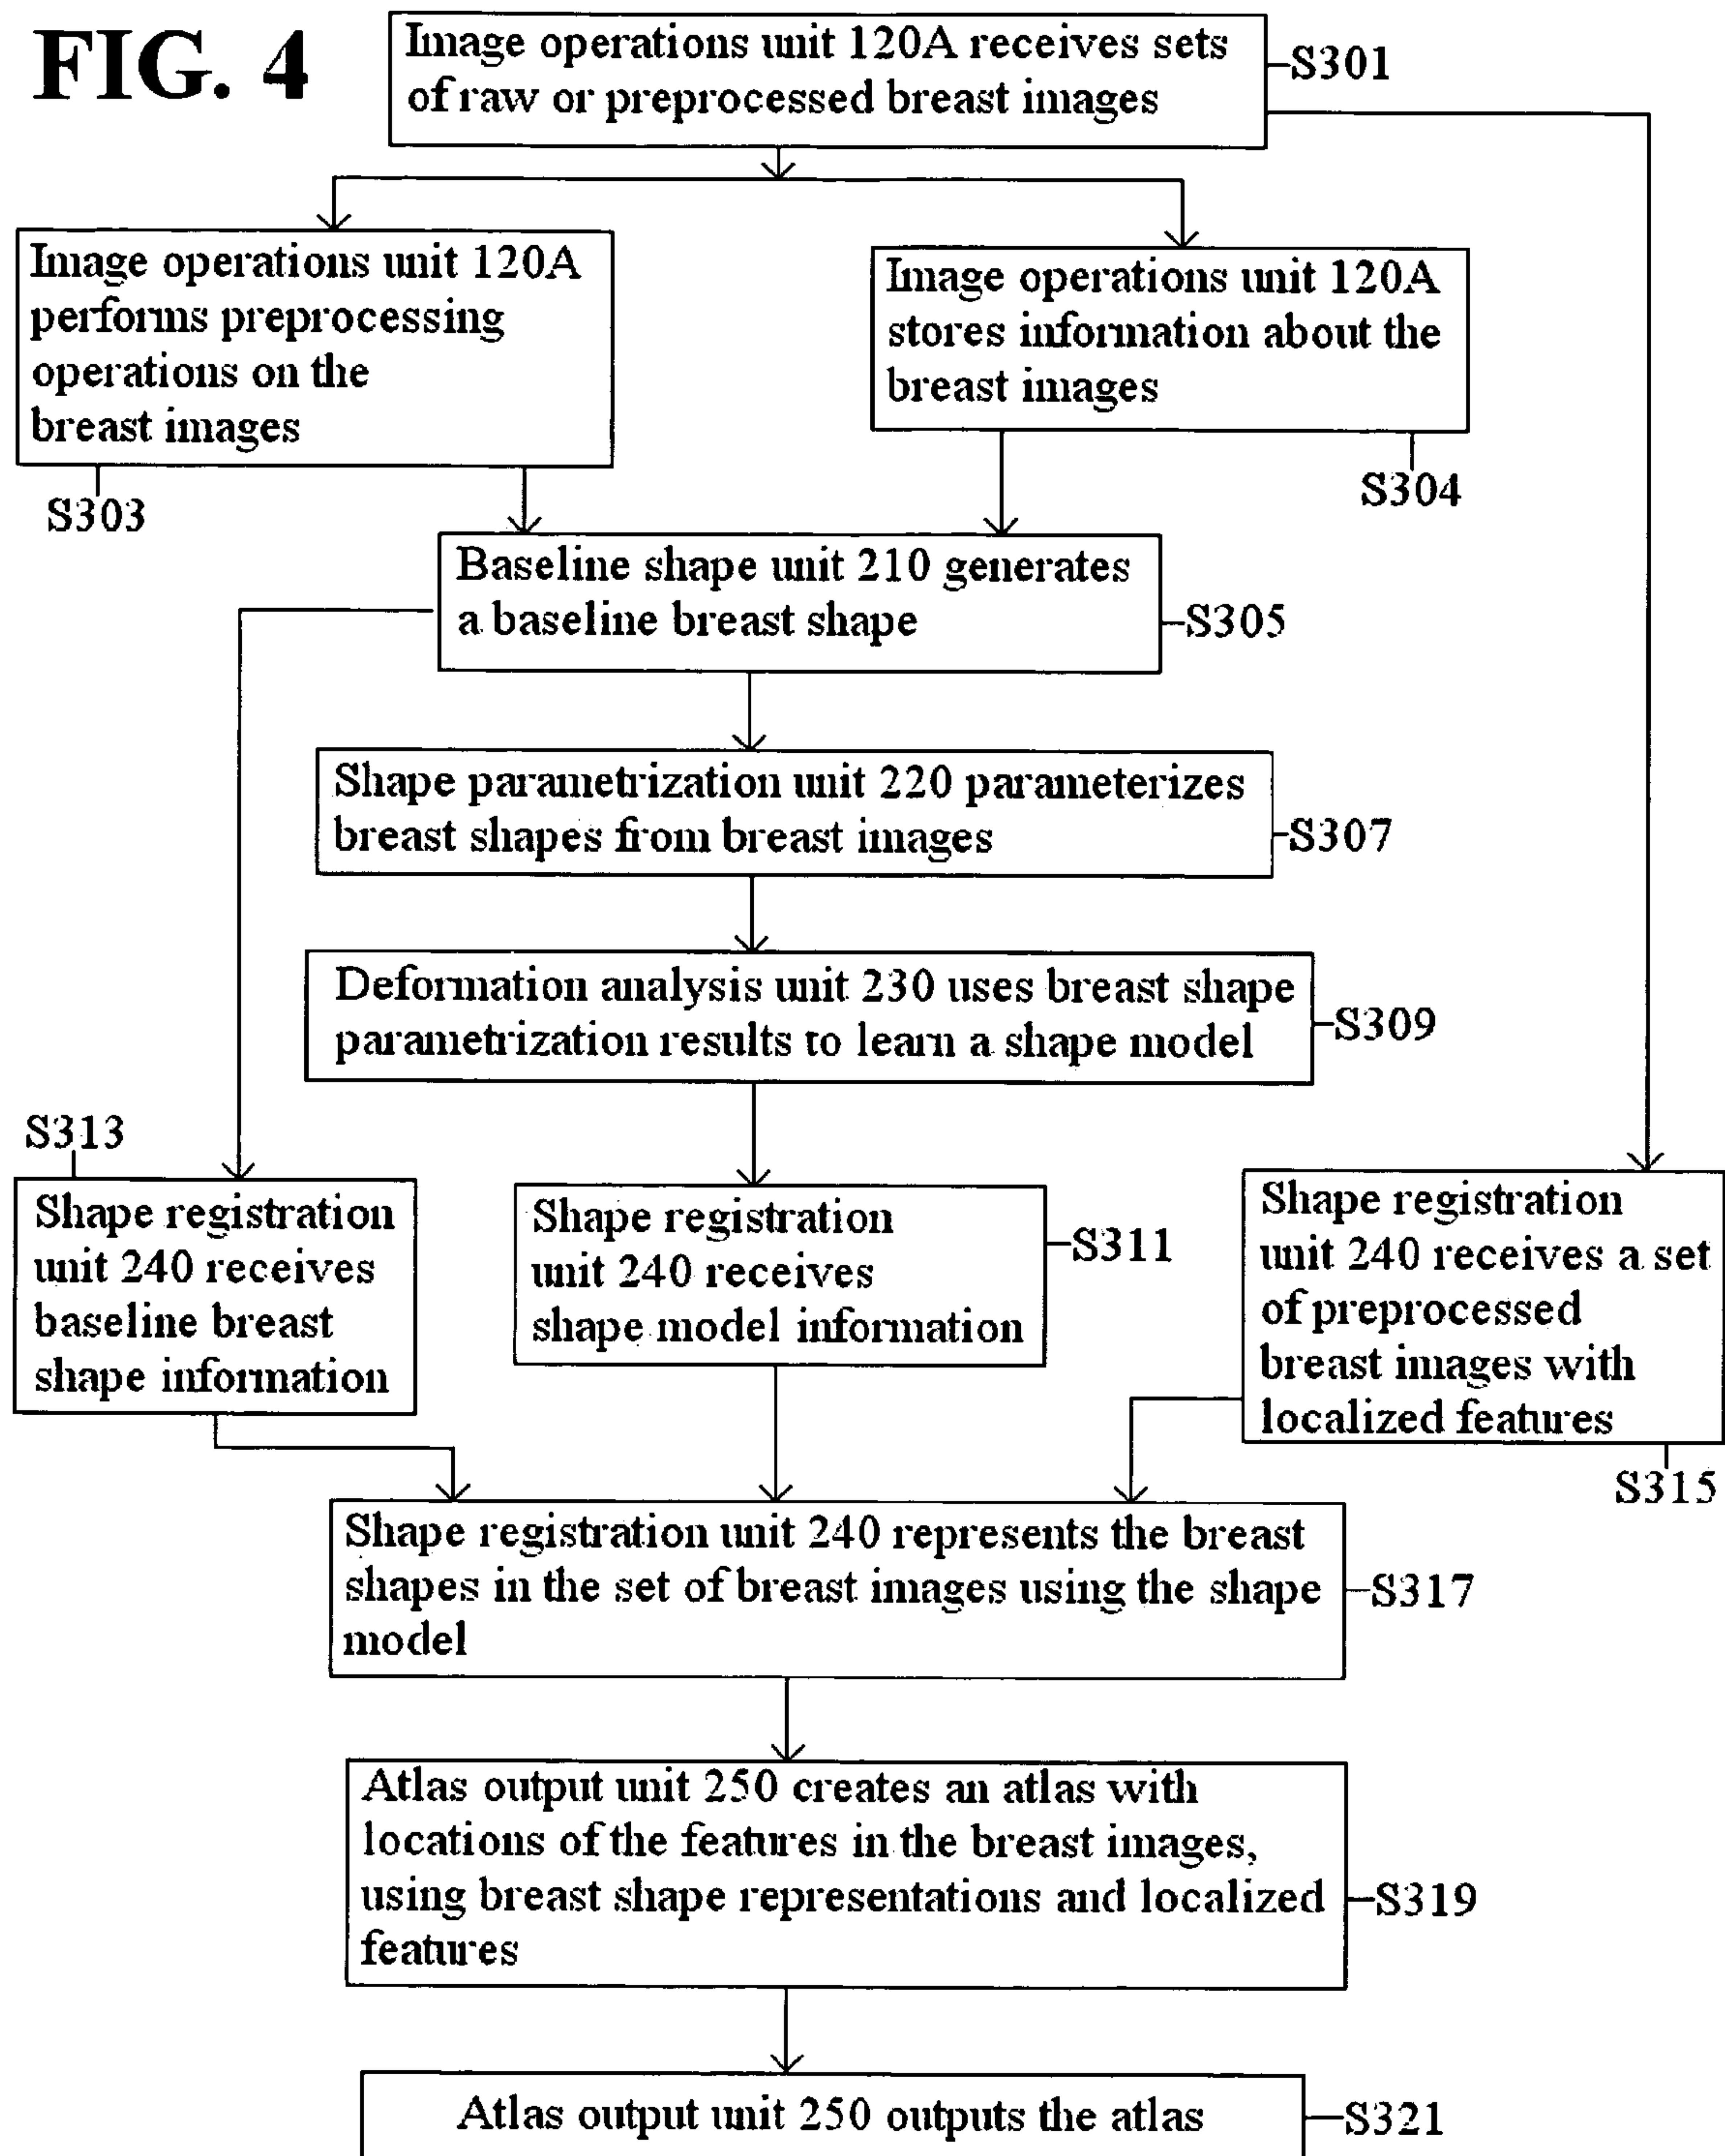 FIG. 4
Image operations unit 120A receives sets
of raw or preprocessed breast images
S301
Image operations unit 120A
performs preprocessing
operations on the
breast images
S303
Image operations unit 120A
stores information about the
breast images
S304
Baseline shape unit 210 generates
a baseline breast shape
S305
Shape parametrization unit 220 parameterizes
breast shapes from breast images
S307
Deformation analysis unit 230 uses breast shape
parametrization results to learn a shape model
S309
S313
Shape registration
unit 240 receives
baseline breast
shape information
Shape registration
unit 240 receives
shape model information
S311
Shape registration
unit 240 receives a set
of preprocessed
breast images with
localized features
S315
Shape registration unit 240 represents the breast
shapes in the set of breast images using the shape
model
S317
Atlas output unit 250 creates an atlas with
locations of the features in the breast images,
using breast shape representations and localized
features
S319
Atlas output unit 250 outputs the atlas
S321